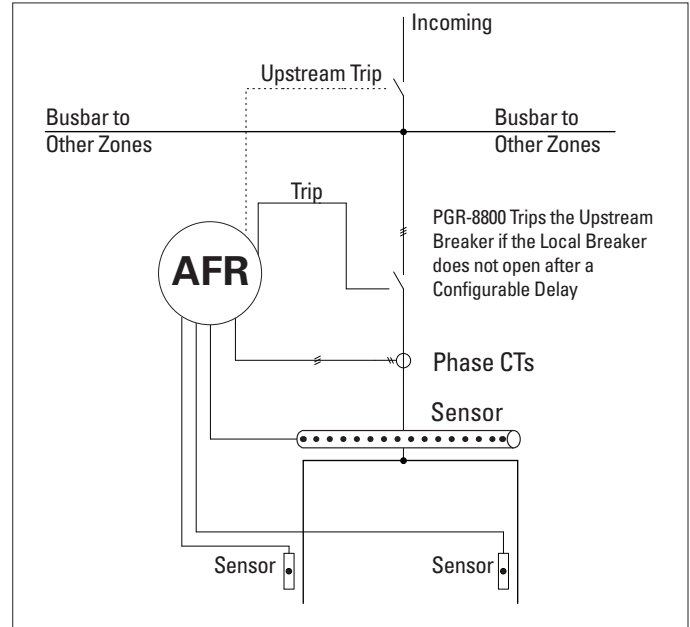 Incoming
Upstream Trip
Busbar to
Other Zones
Busbar to
Other Zones
Trip
AFR
PGR-8800 Trips the Upstream
Breaker if the Local Breaker
does not open after a
Configurable Delay
Phase CTs
Sensor
Sensor
Sensor